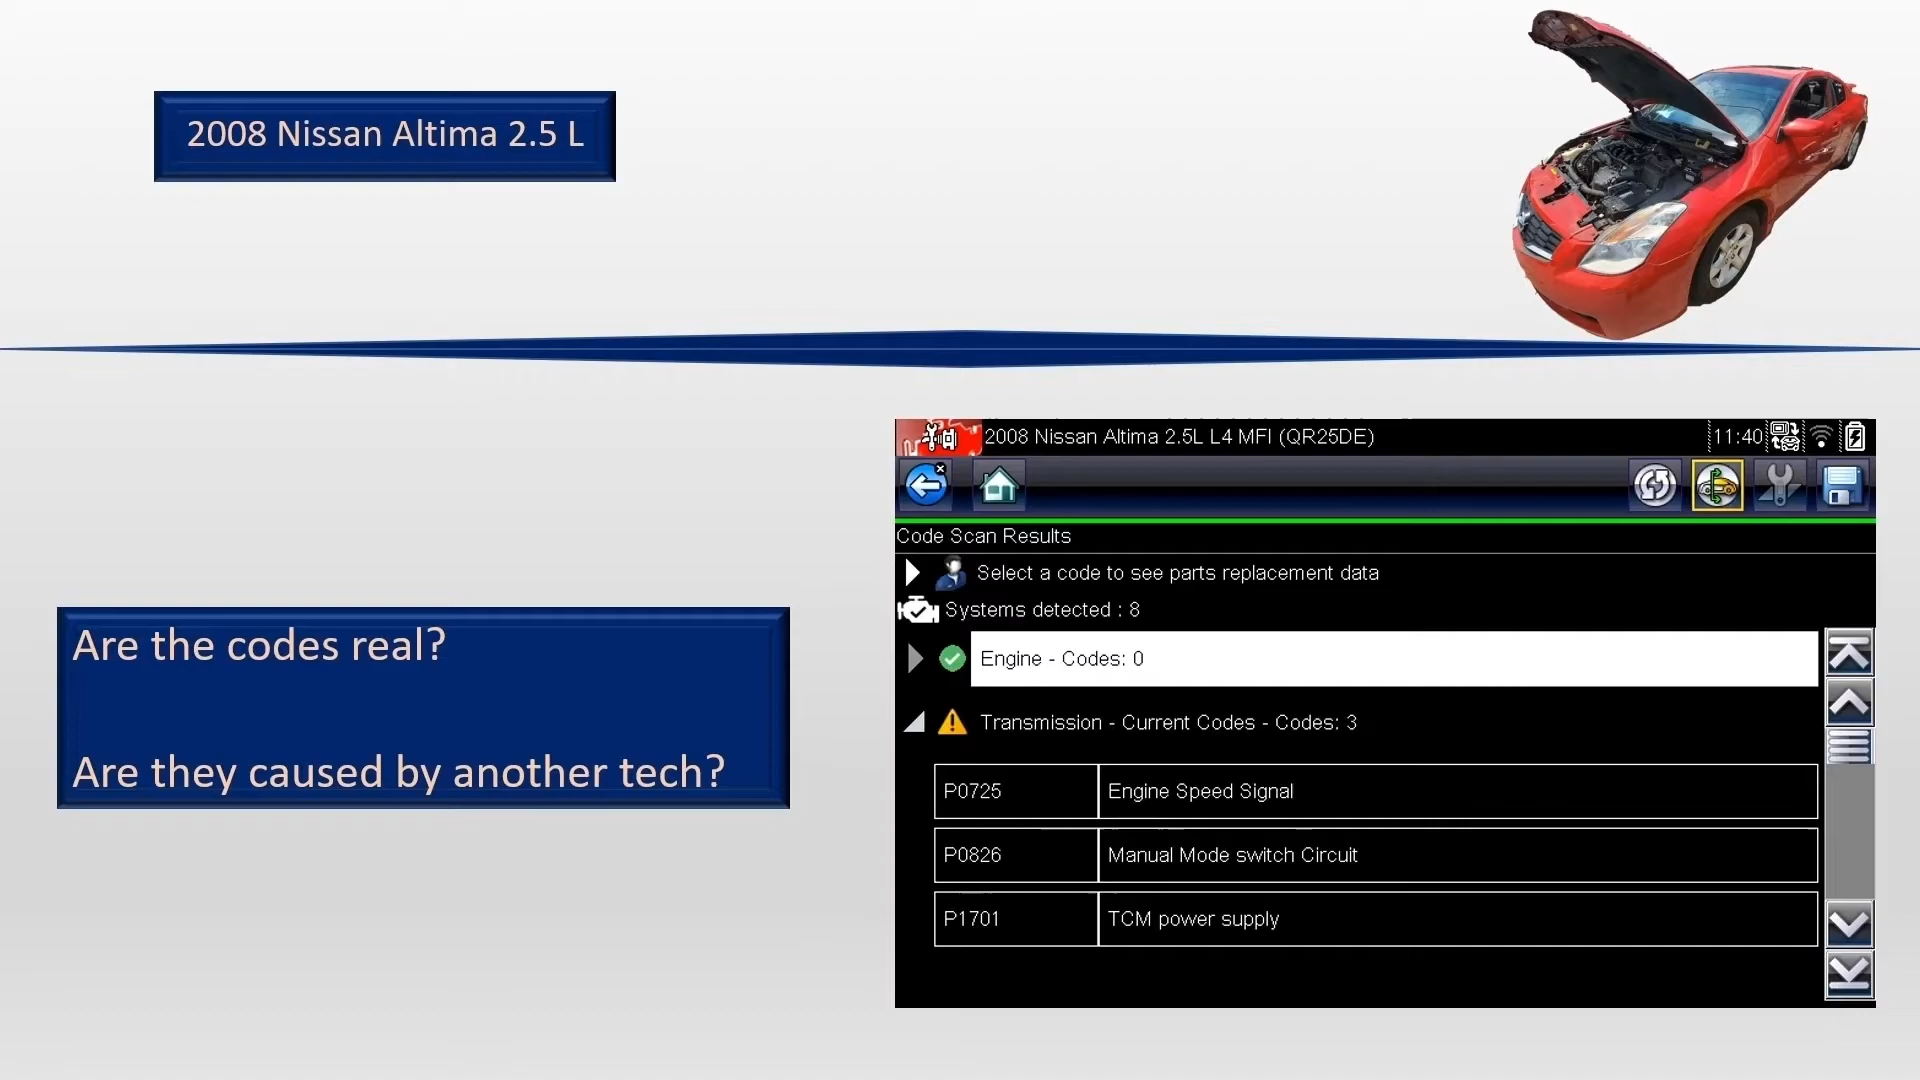 2008 Nissan Altima 2.5 L
Are the codes real?
Are they caused by another tech?
2008 Nissan Altima 2.5L L4 MFI (QR25DE)
11:40
Code Scan Results
Select a code to see parts replacement data
Systems detected : 8
Engine - Codes: 0
Transmission - Current Codes - Codes: 3
P0725 Engine Speed Signal
P0826 Manual Mode switch Circuit
P1701 TCM power supply